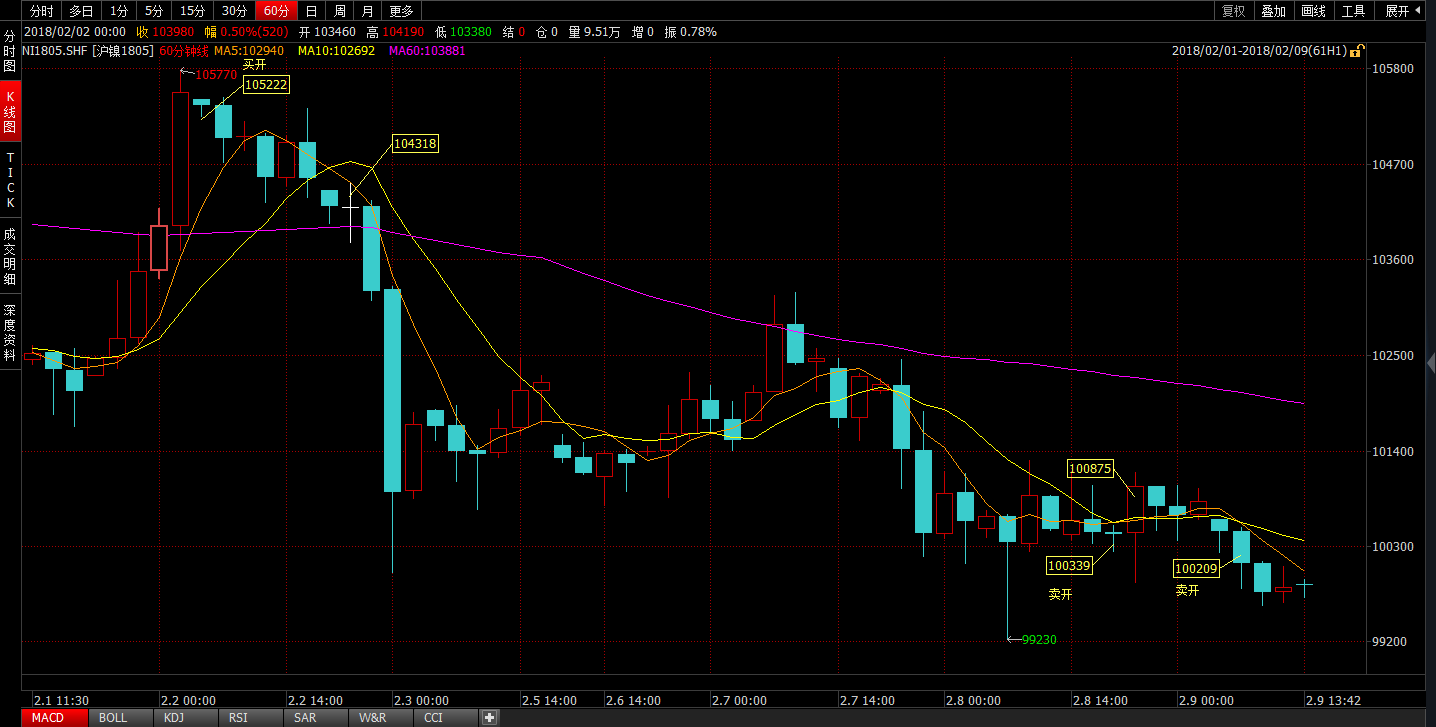 分时 多日 1分 5分 15分 30分 60分 日 周 月 更多 复权 叠加 画线 工具 展开
2018/02/02 00:00 收 103980 幅 0.50%(520) 开 103460 高 104190 低 103380 结 0 仓 0 量 9.51万 增 0 振 0.78%
NI1805.SHF [沪镍1805] 60分钟线 MA5:102940 MA10:102692 MA60:103881 2018/02/01-2018/02/09(61H1)
分时图
K线图
TICK
成交明细
深度资料
买开
105770
105222
104318
100875
100339
卖开
100209
卖开
99230
105800
104700
103600
102500
101400
100300
99200
2.1 11:30 2.2 00:00 2.2 14:00 2.3 00:00 2.5 14:00 2.6 14:00 2.7 00:00 2.7 14:00 2.8 00:00 2.8 14:00 2.9 00:00 2.9 13:42
MACD BOLL KDJ RSI SAR W&R CCI